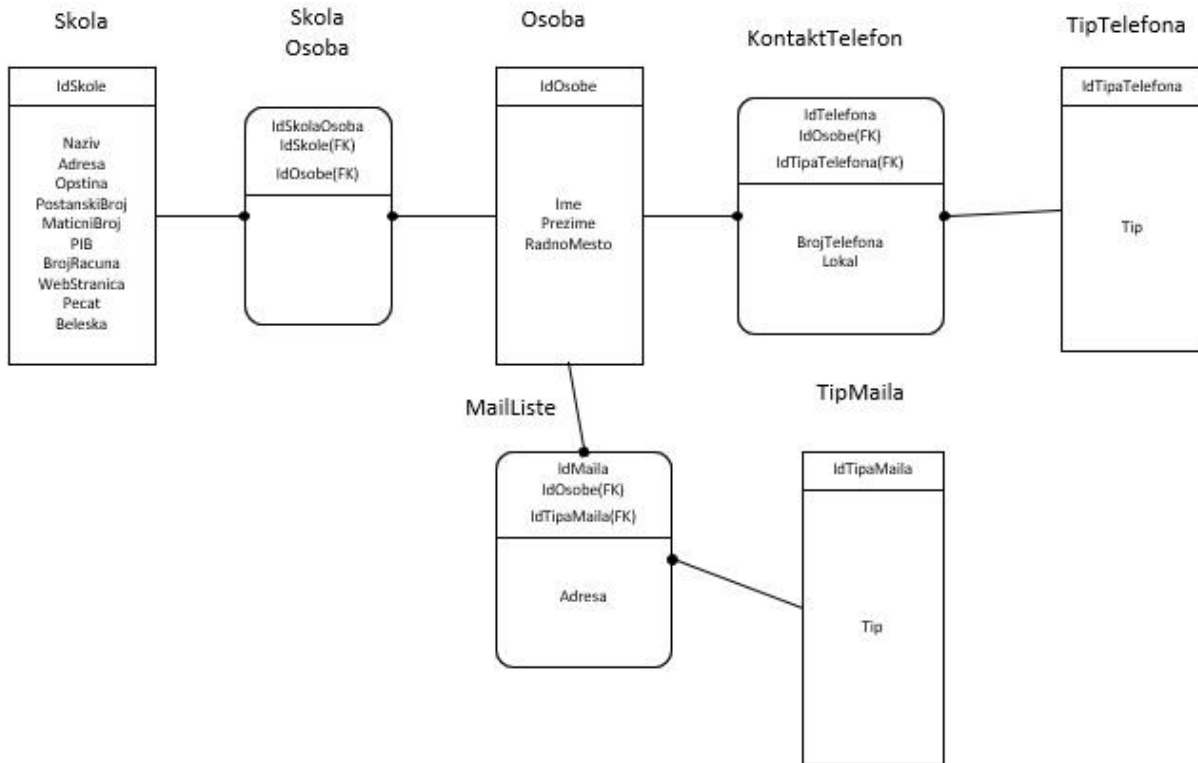 Skola
Skola
Osoba
Osoba
KontaktTelefon
TipTelefona
IdSkole
Naziv
Adresa
Opstina
PostanskiBroj
MaticniBroj
PIB
BrojRacuna
WebStranica
Pecat
Beleska
IdSkolaOsoba
IdSkole(FK)
IdOsobe(FK)
IdOsobe
Ime
Prezime
RadnoMesto
IdTelefona
IdOsobe(FK)
IdTipaTelefona(FK)
BrojTelefona
Lokal
IdTipaTelefona
Tip
MailListe
TipMaila
IdMaila
IdOsobe(FK)
IdTipaMaila(FK)
Adresa
IdTipaMaila
Tip